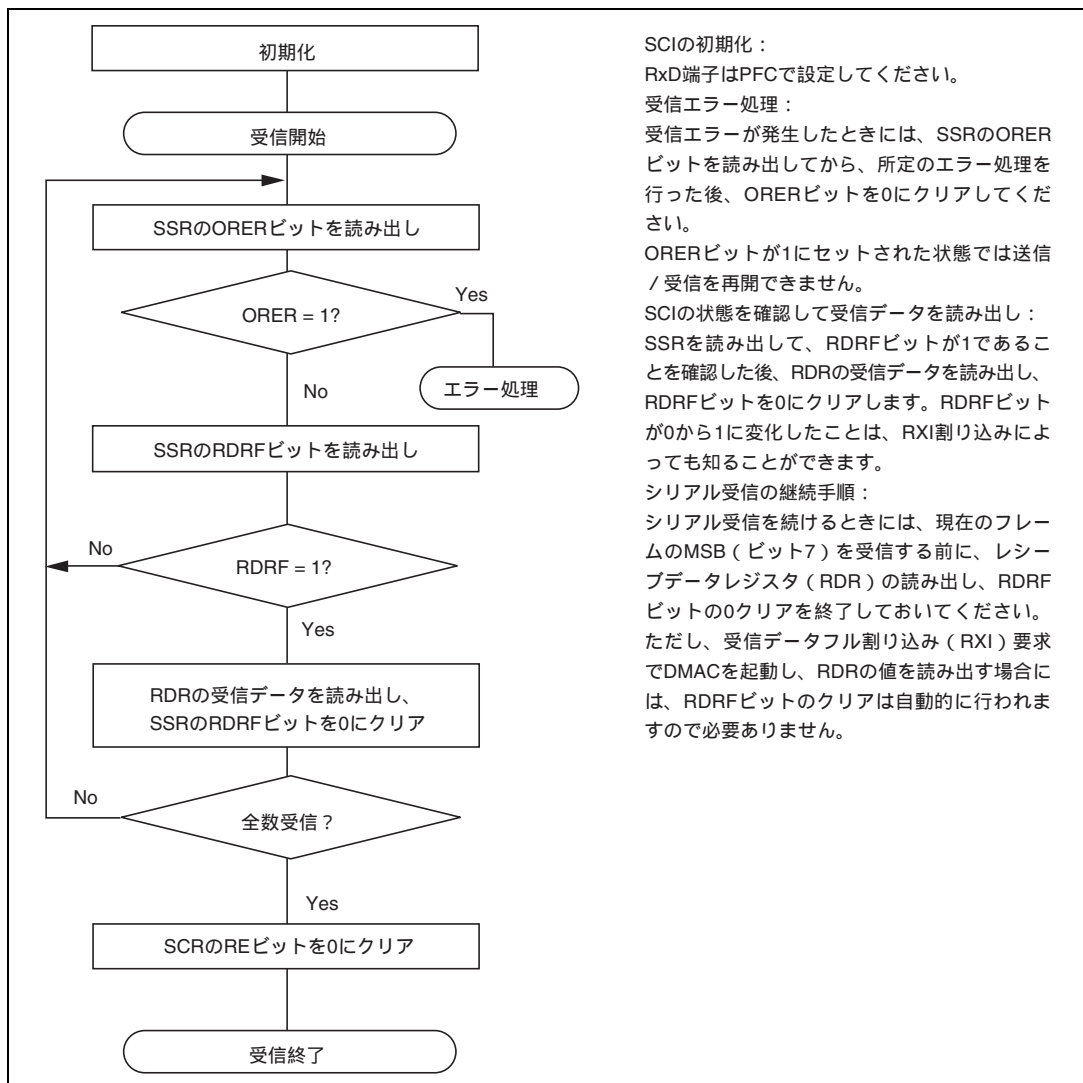 初期化
受信開始
SSRのORERビットを読み出し
ORER = 1?
Yes
エラー処理
No
SSRのRDRFビットを読み出し
No
RDRF = 1?
Yes
RDRの受信データを読み出し、
SSRのRDRFビットを0にクリア
No
全数受信？
Yes
SCRのREビットを0にクリア
受信終了
SCIの初期化：
RxD端子はPFCで設定してください。
受信エラー処理：
受信エラーが発生したときには、SSRのORER
ビットを読み出してから、所定のエラー処理を
行った後、ORERビットを0にクリアしてくだ
さい。
ORERビットが1にセットされた状態では送信
／受信を再開できません。
SCIの状態を確認して受信データを読み出し：
SSRを読み出して、RDRFビットが1であるこ
とを確認した後、RDRの受信データを読み出し、
RDRFビットを0にクリアします。RDRFビット
が0から1に変化したことは、RXI割り込みによ
っても知ることができます。
シリアル受信の継続手順：
シリアル受信を続けるときには、現在のフレー
ムのMSB（ビット7）を受信する前に、レシー
ブデータレジスタ（RDR）の読み出し、RDRF
ビットの0クリアを終了しておいてください。
ただし、受信データフル割り込み（RXI）要求
でDMACを起動し、RDRの値を読み出す場合に
は、RDRFビットのクリアは自動的に行われま
すので必要ありません。